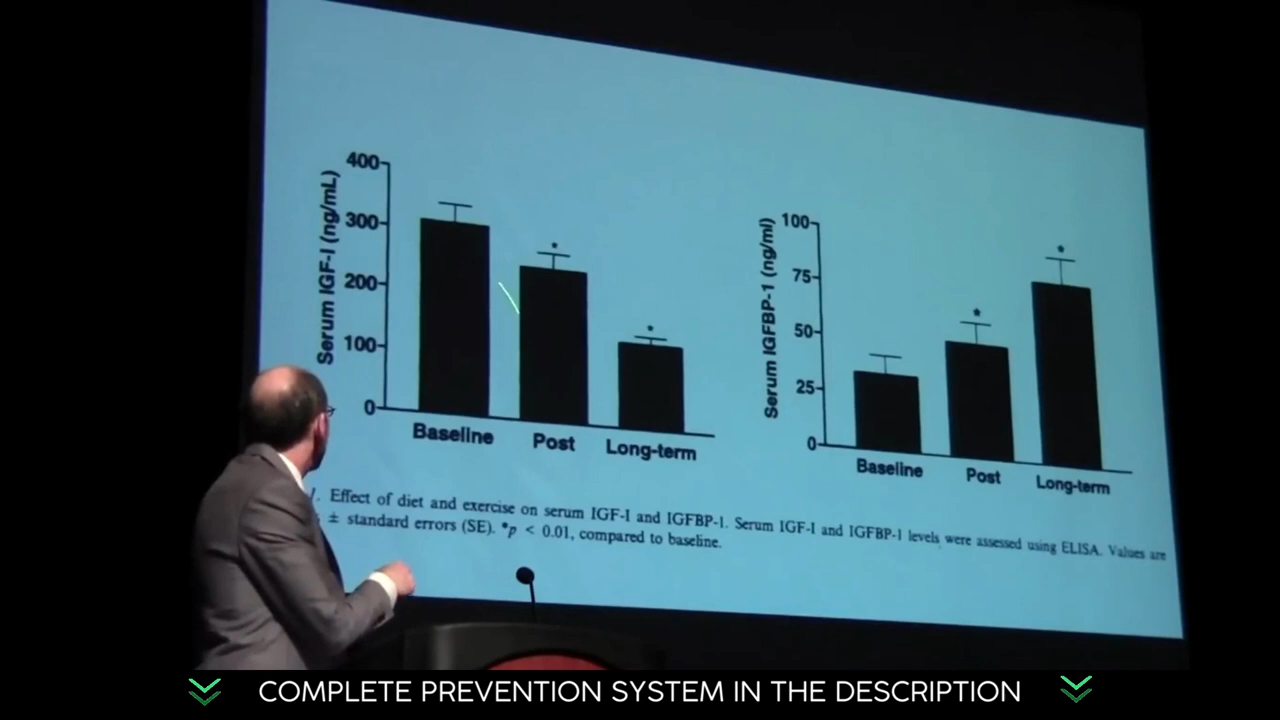 400
300
200
100
0
Serum IGF-I (ng/mL)
*
*
Baseline
Post
Long-term
100
75
50
25
0
Serum IGFBP-1 (ng/ml)
*
*
Baseline
Post
Long-term
. Effect of diet and exercise on serum IGF-I and IGFBP-1. Serum IGF-I and IGFBP-1 levels were assessed using ELISA. Values are
± standard errors (SE). *p < 0.01, compared to baseline.
COMPLETE PREVENTION SYSTEM IN THE DESCRIPTION